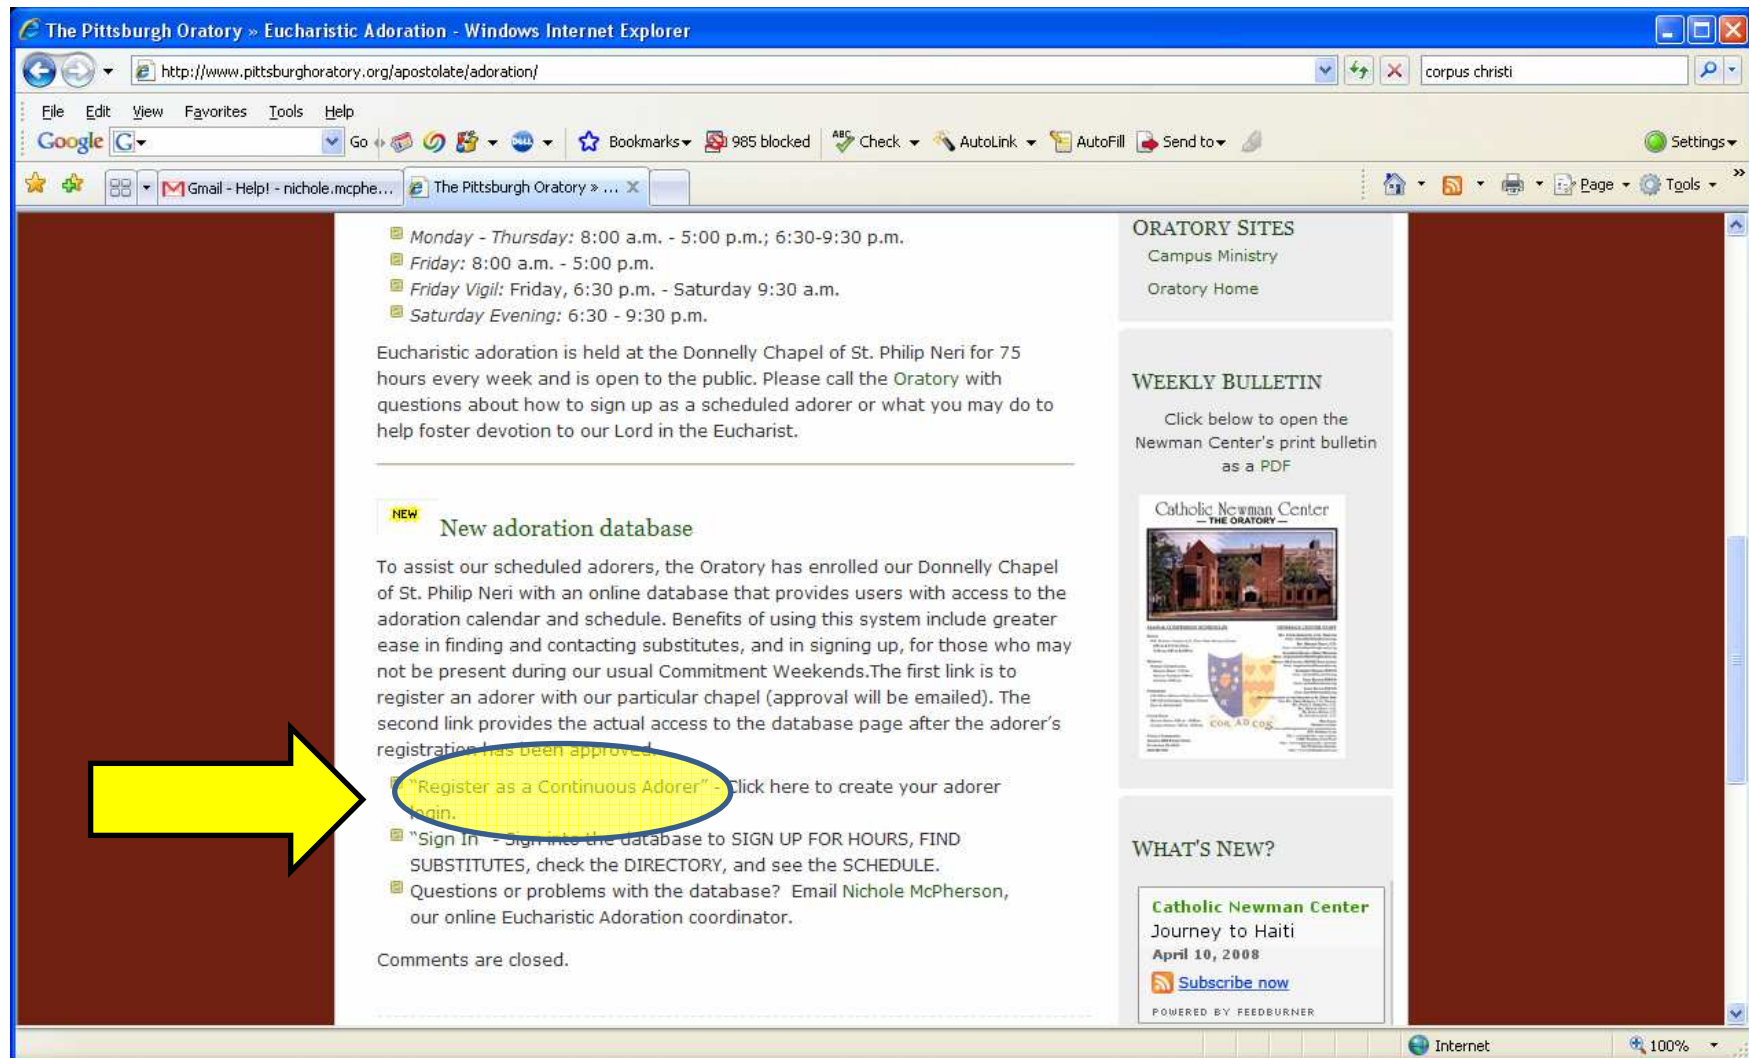 The Pittsburgh Oratory » Eucharistic Adoration - Windows Internet Explorer
http://www.pittsburghoratory.org/apostolate/adoration/
corpus christi
File Edit View Favorites Tools Help
Google G Go Bookmarks 985 blocked ABC Check AutoLink AutoFill Send to Settings
Gmail - Help! - nichole.mcphe... The Pittsburgh Oratory » ... X Page Tools »
Monday - Thursday: 8:00 a.m. - 5:00 p.m.; 6:30-9:30 p.m.
Friday: 8:00 a.m. - 5:00 p.m.
Friday Vigil: Friday, 6:30 p.m. - Saturday 9:30 a.m.
Saturday Evening: 6:30 - 9:30 p.m.
Eucharistic adoration is held at the Donnelly Chapel of St. Philip Neri for 75
hours every week and is open to the public. Please call the Oratory with
questions about how to sign up as a scheduled adorer or what you may do to
help foster devotion to our Lord in the Eucharist.
NEW
New adoration database
To assist our scheduled adorers, the Oratory has enrolled our Donnelly Chapel
of St. Philip Neri with an online database that provides users with access to the
adoration calendar and schedule. Benefits of using this system include greater
ease in finding and contacting substitutes, and in signing up, for those who may
not be present during our usual Commitment Weekends.The first link is to
register an adorer with our particular chapel (approval will be emailed). The
second link provides the actual access to the database page after the adorer's
registration has been approved.
"Register as a Continuous Adorer" - Click here to create your adorer
login.
"Sign In" - Sign into the database to SIGN UP FOR HOURS, FIND
SUBSTITUTES, check the DIRECTORY, and see the SCHEDULE.
Questions or problems with the database? Email Nichole McPherson,
our online Eucharistic Adoration coordinator.
Comments are closed.
ORATORY SITES
Campus Ministry
Oratory Home
WEEKLY BULLETIN
Click below to open the
Newman Center's print bulletin
as a PDF
Catholic Newman Center
— THE ORATORY —
COR AD COR
WHAT'S NEW?
Catholic Newman Center
Journey to Haiti
April 10, 2008
Subscribe now
POWERED BY FEEDBURNER
Internet 100%